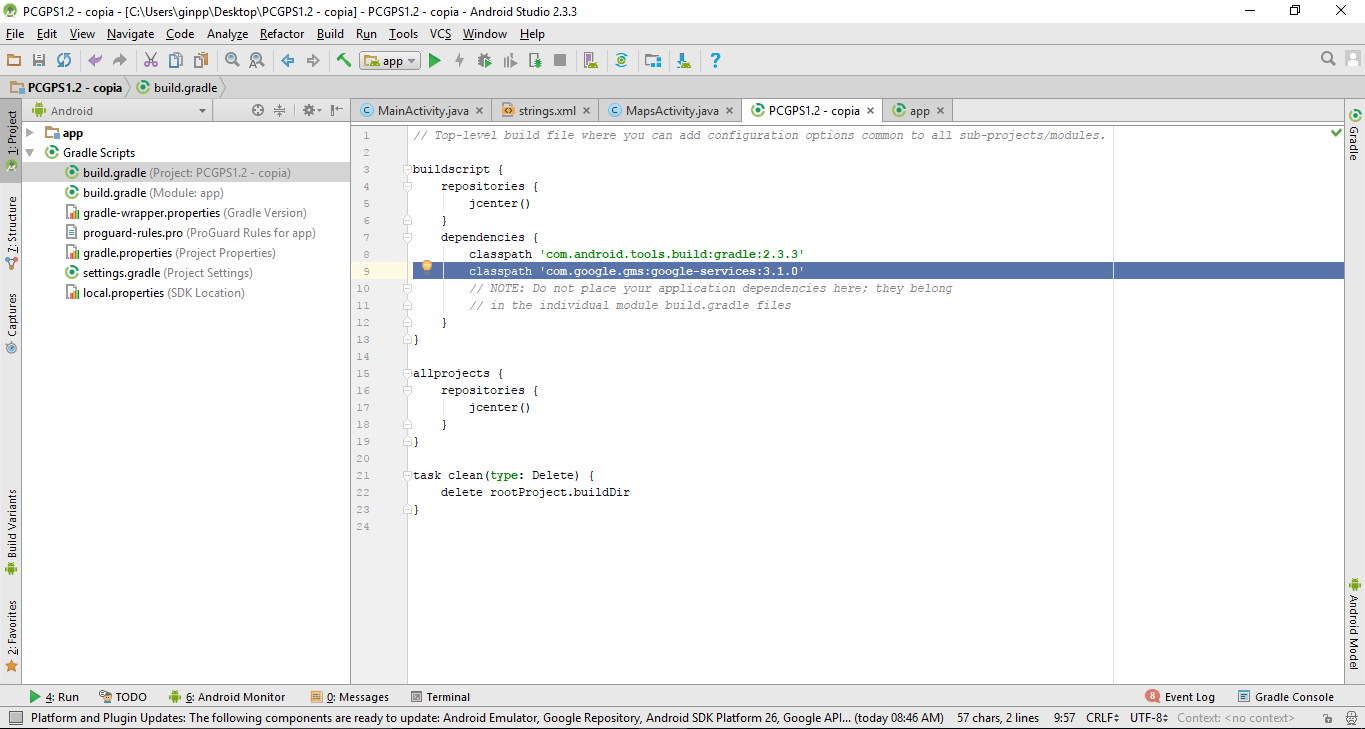 PCGPS1.2 - copia - [C:\Users\ginpp\Desktop\PCGPS1.2 - copia] - PCGPS1.2 - copia - Android Studio 2.3.3
File Edit View Navigate Code Analyze Refactor Build Run Tools VCS Window Help
app
PCGPS1.2 - copia build.gradle
Android
MainActivity.java strings.xml MapsActivity.java PCGPS1.2 - copia app
1: Project
7: Structure
Captures
Build Variants
2: Favorites
app
Gradle Scripts
build.gradle (Project: PCGPS1.2 - copia)
build.gradle (Module: app)
gradle-wrapper.properties (Gradle Version)
proguard-rules.pro (ProGuard Rules for app)
gradle.properties (Project Properties)
settings.gradle (Project Settings)
local.properties (SDK Location)
1 // Top-level build file where you can add configuration options common to all sub-projects/modules.
2
3 buildscript {
4 repositories {
5 jcenter()
6 }
7 dependencies {
8 classpath 'com.android.tools.build:gradle:2.3.3'
9 classpath 'com.google.gms:google-services:3.1.0'
10 // NOTE: Do not place your application dependencies here; they belong
11 // in the individual module build.gradle files
12 }
13 }
14
15 allprojects {
16 repositories {
17 jcenter()
18 }
19 }
20
21 task clean(type: Delete) {
22 delete rootProject.buildDir
23 }
24
Gradle
Android Model
4: Run TODO 6: Android Monitor 0: Messages Terminal 8 Event Log Gradle Console
Platform and Plugin Updates: The following components are ready to update: Android Emulator, Google Repository, Android SDK Platform 26, Google API... (today 08:46 AM) 57 chars, 2 lines 9:57 CRLF UTF-8 Context: <no context>